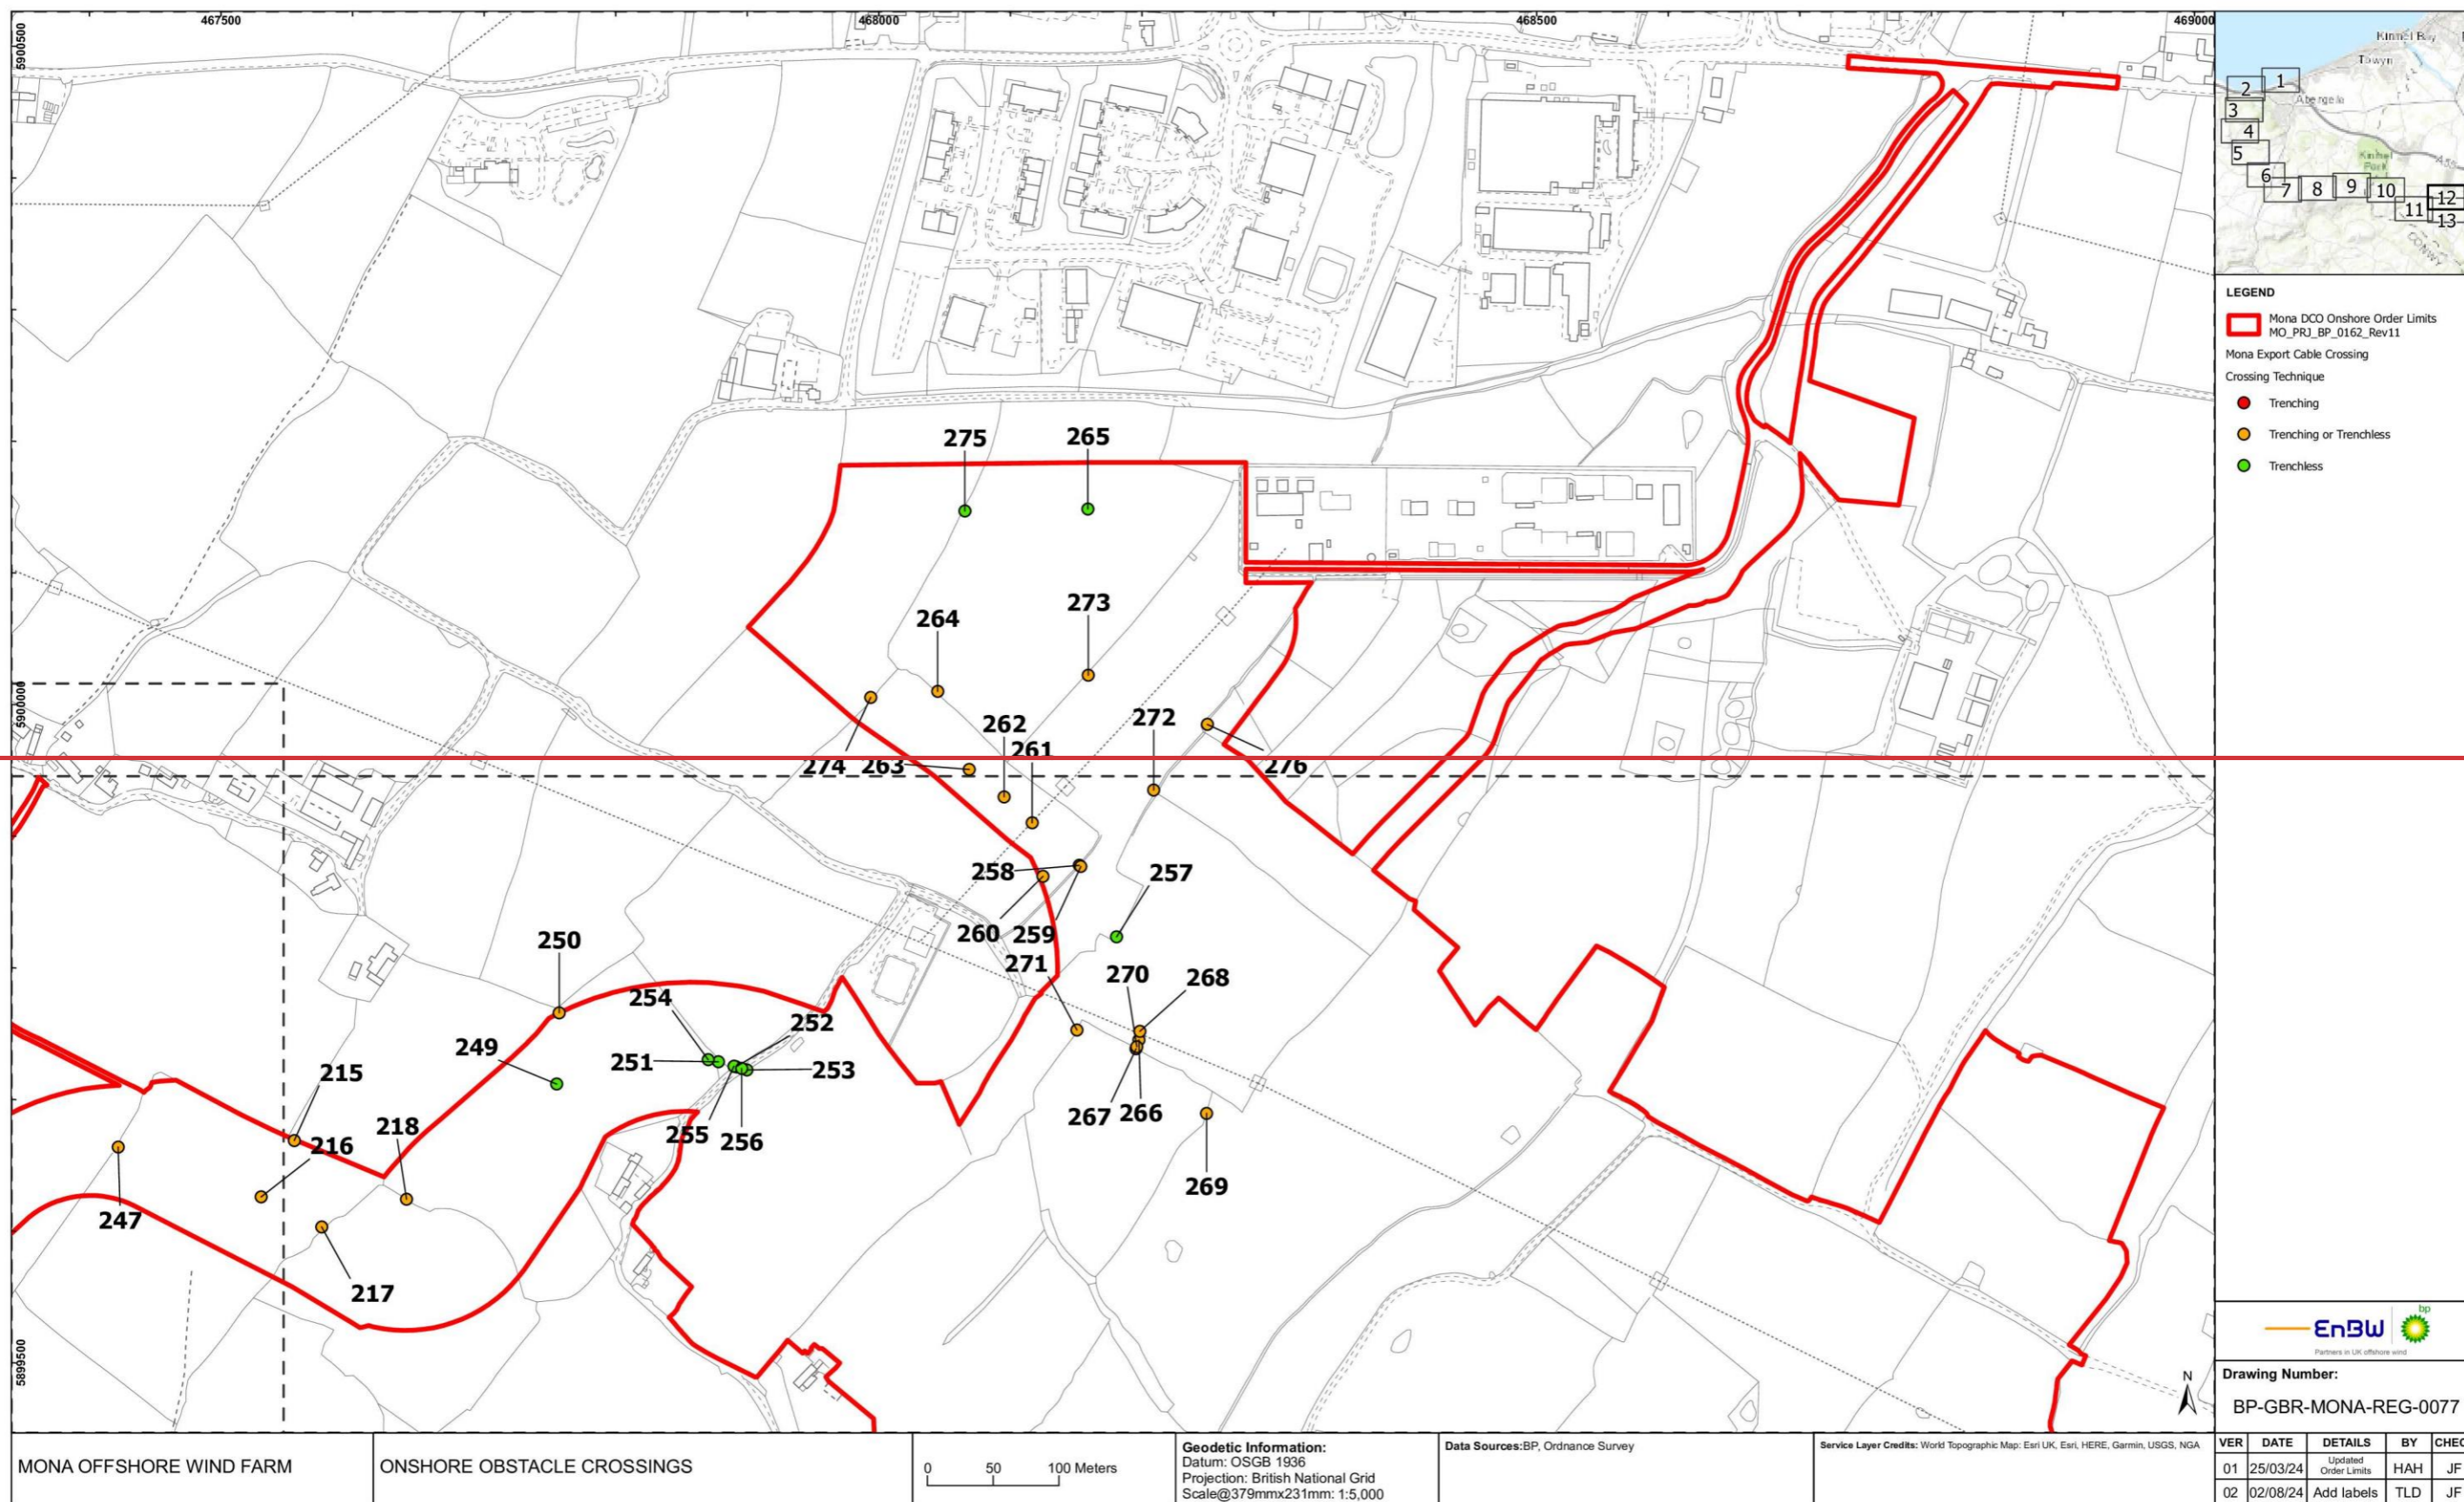 467500
468000
468500
469000
5900500
5900000
5899500
275
265
273
264
262
261
272
274
263
276
258
257
260
259
250
271
270
268
254
252
249
251
253
215
218
216
255
256
267
266
269
247
217
Kinmel Bay
Towyn
Abergele
Kinmel
Park
A55
CONWY
1
2
3
4
5
6
7
8
9
10
11
12
13
LEGEND
Mona DCO Onshore Order Limits
MO_PRJ_BP_0162_Rev11
Mona Export Cable Crossing
Crossing Technique
Trenching
Trenching or Trenchless
Trenchless
N
EnBW
bp
Partners in UK offshore wind
Drawing Number:
BP-GBR-MONA-REG-0077
MONA OFFSHORE WIND FARM
ONSHORE OBSTACLE CROSSINGS
0 50 100 Meters
Geodetic Information:
Datum: OSGB 1936
Projection: British National Grid
Scale@379mmx231mm: 1:5,000
Data Sources:BP, Ordnance Survey
Service Layer Credits: World Topographic Map: Esri UK, Esri, HERE, Garmin, USGS, NGA
VER DATE DETAILS BY CHEC
01 25/03/24 Updated Order Limits HAH JF
02 02/08/24 Add labels TLD JF